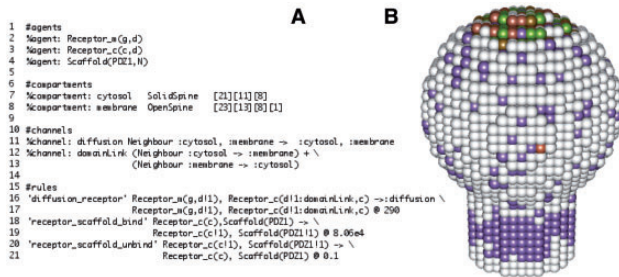 A
B
1 #agents
2 %agent: Receptor_m(g,d)
3 %agent: Receptor_c(c,d)
4 %agent: Scaffold(PDZ1,N)
5
6 #compartments
7 %compartment: cytosol SolidSpine [21][11][8]
8 %compartment: membrane OpenSpine [23][13][8][1]
9
10 #channels
11 %channel: diffusion Neighbour :cytosol, :membrane -> :cytosol, :membrane
12 %channel: domainLink (Neighbour :cytosol -> :membrane) + \
13 (Neighbour :membrane -> :cytosol)
14
15 #rules
16 'diffusion_receptor' Receptor_m(g,d!1), Receptor_c(d!1:domainLink,c) ->:diffusion \
17 Receptor_m(g,d!1), Receptor_c(d!1:domainLink,c) @ 290
18 'receptor_scaffold_bind' Receptor_c(c),Scaffold(PDZ1) -> \
19 Receptor_c(c!1), Scaffold(PDZ1!1) @ 8.06e4
20 'receptor_scaffold_unbind' Receptor_c(c!1), Scaffold(PDZ1!1) -> \
21 Receptor_c(c), Scaffold(PDZ1) @ 0.1